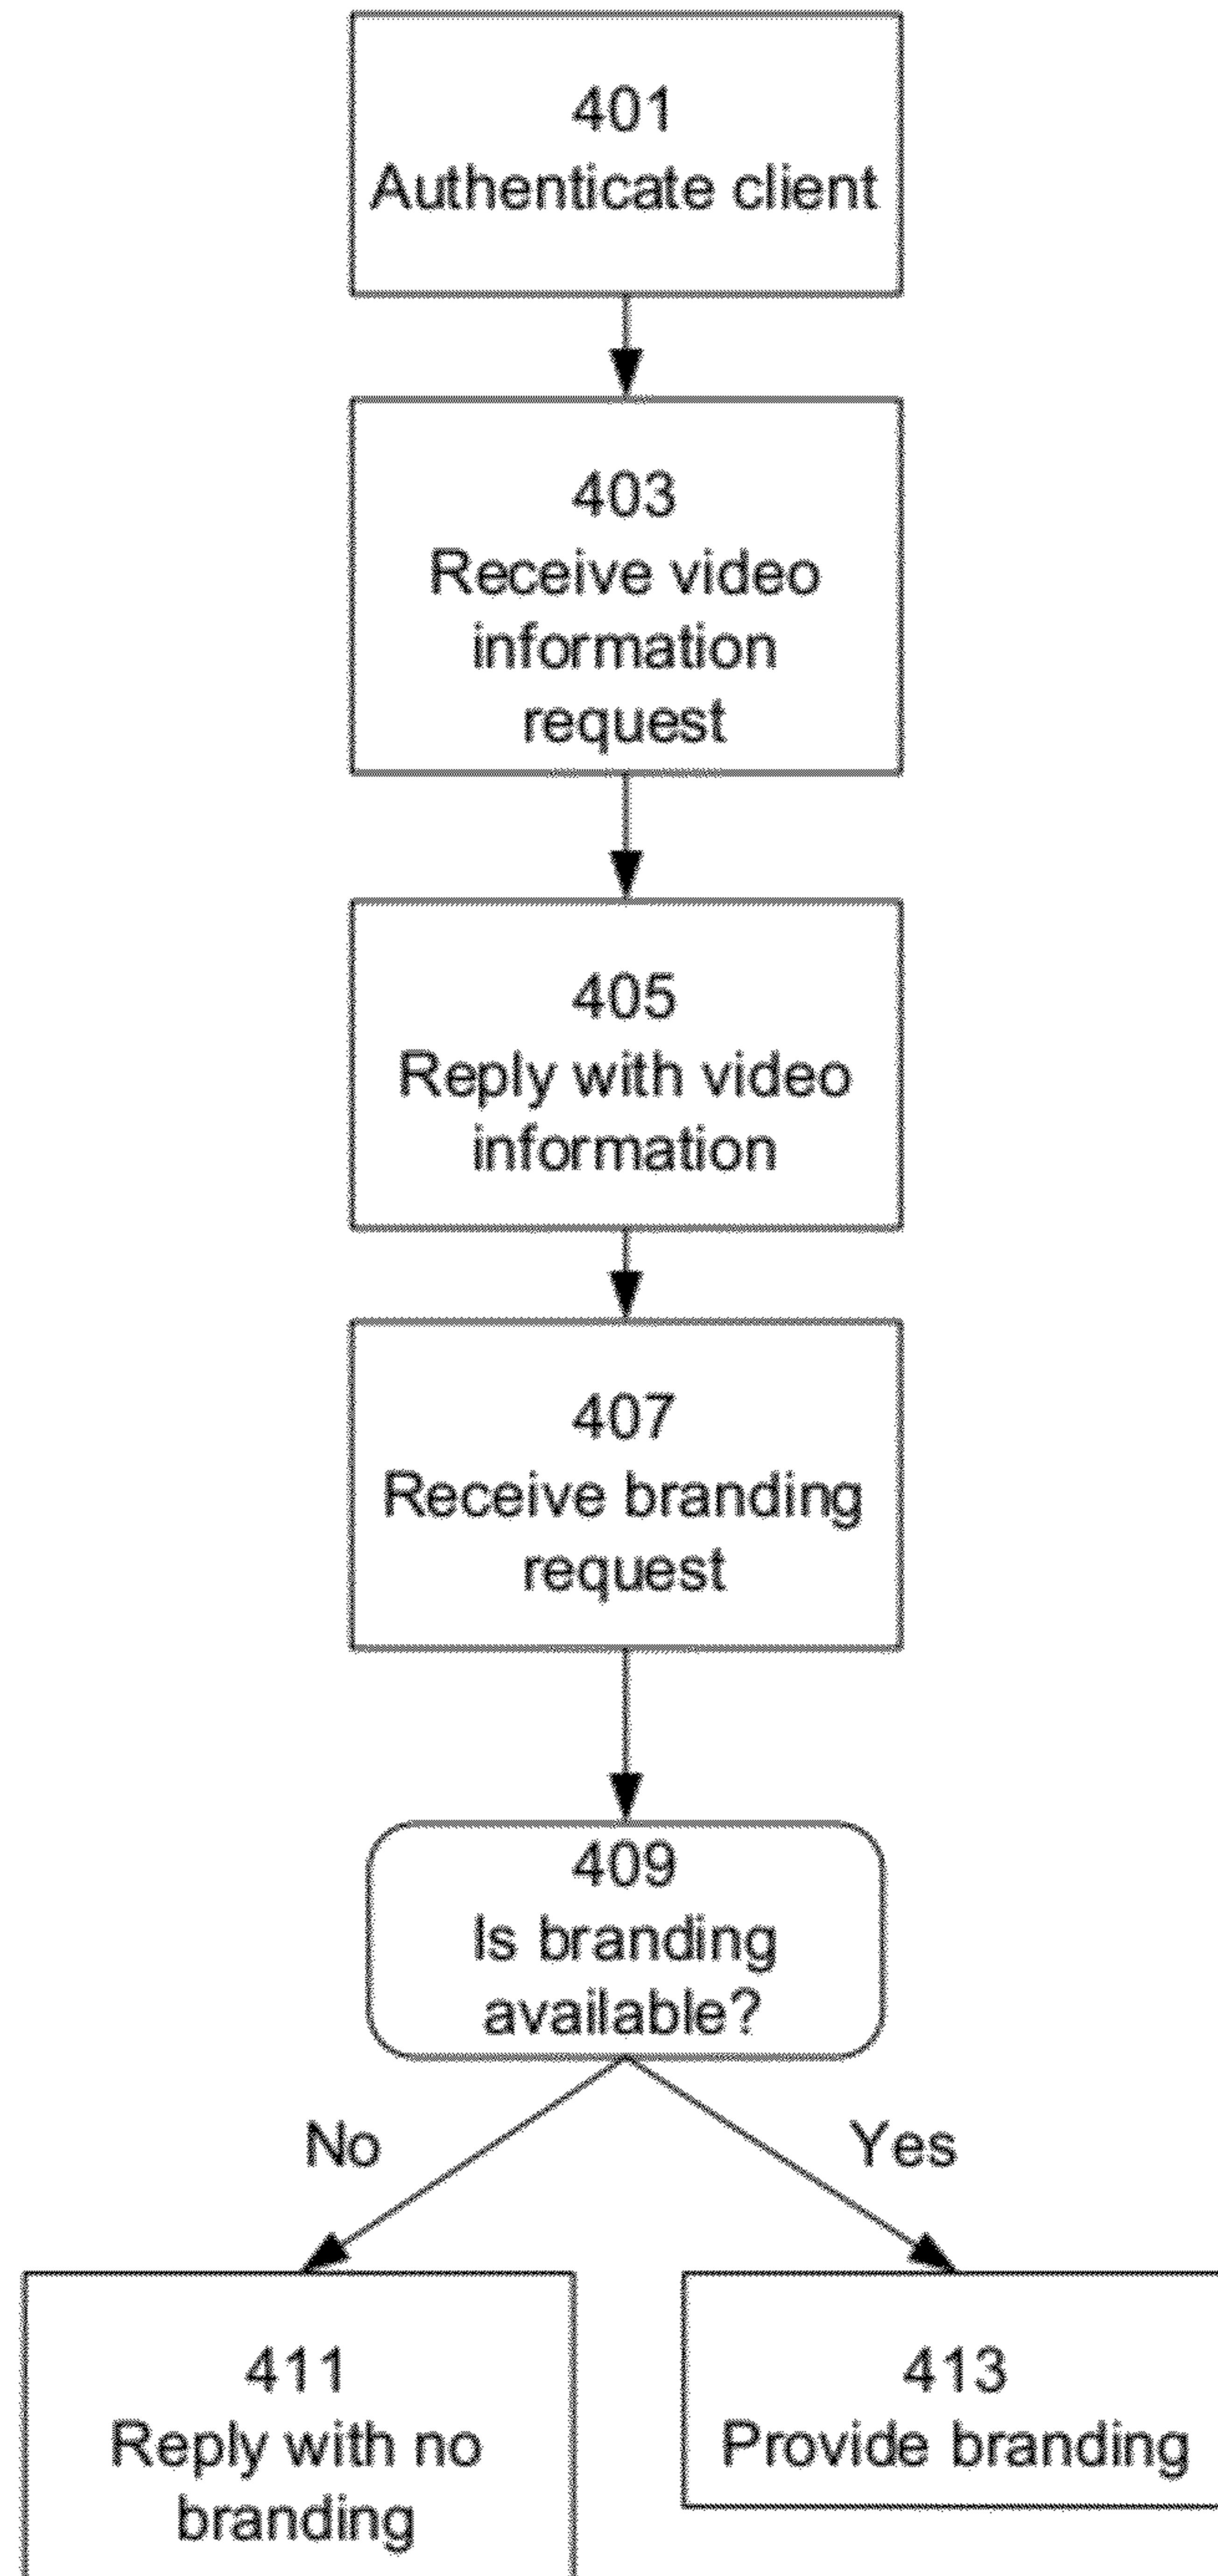 401
Authenticate client
403
Receive video
information
request
405
Reply with video
information
407
Receive branding
request
409
Is branding
available?
No
Yes
411
Reply with no
branding
413
Provide branding